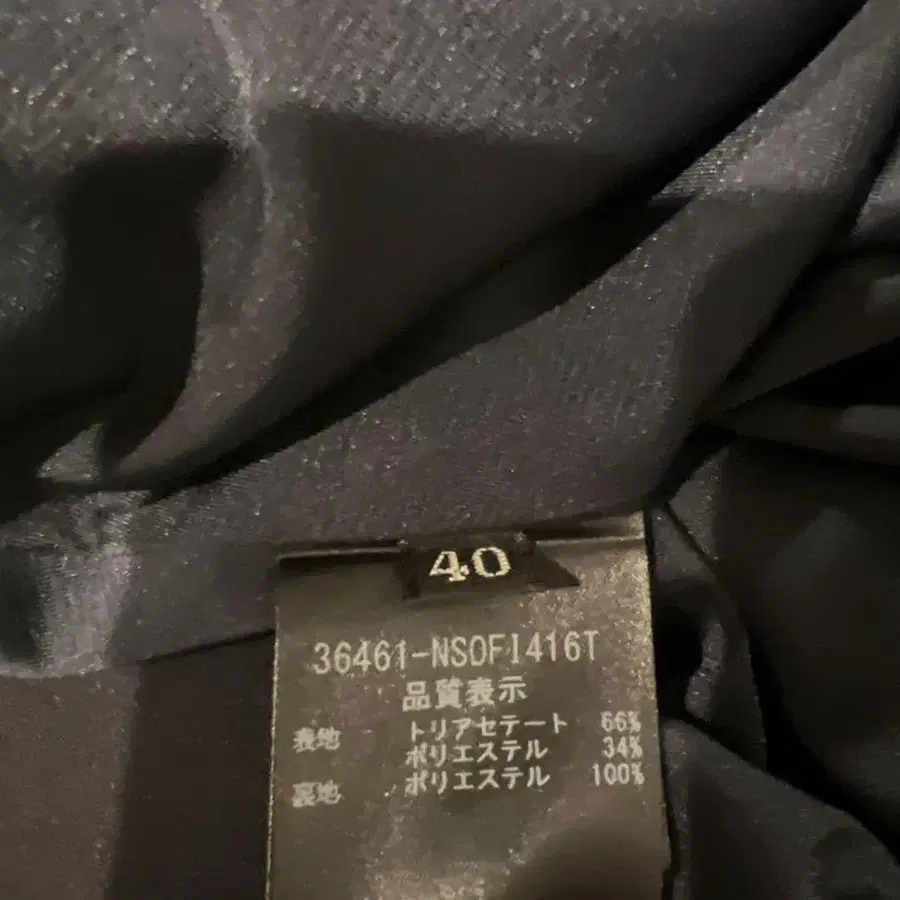 40
36461-NSOFI416T
品質表示
表地 トリアセテート 66%
ポリエステル 34%
裏地 ポリエステル 100%